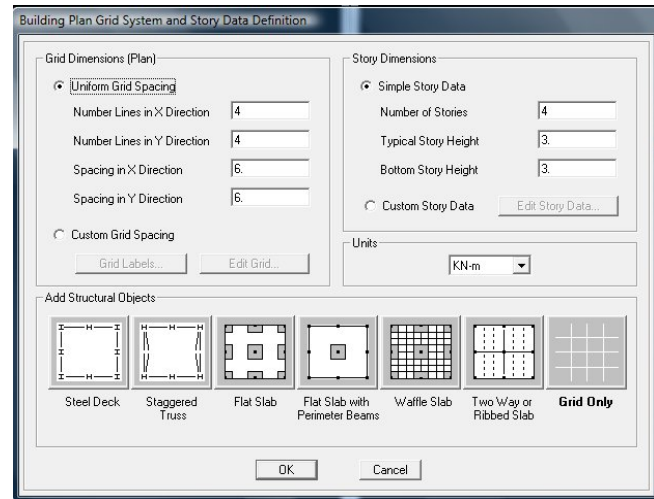 Building Plan Grid System and Story Data Definition
Grid Dimensions (Plan)
Uniform Grid Spacing
Number Lines in X Direction 4
Number Lines in Y Direction 4
Spacing in X Direction 6.
Spacing in Y Direction 6.
Custom Grid Spacing
Grid Labels... Edit Grid...
Story Dimensions
Simple Story Data
Number of Stories 4
Typical Story Height 3.
Bottom Story Height 3.
Custom Story Data Edit Story Data...
Units
KN-m
Add Structural Objects
Steel Deck
Staggered
Truss
Flat Slab
Flat Slab with
Perimeter Beams
Waffle Slab
Two Way or
Ribbed Slab
Grid Only
OK Cancel